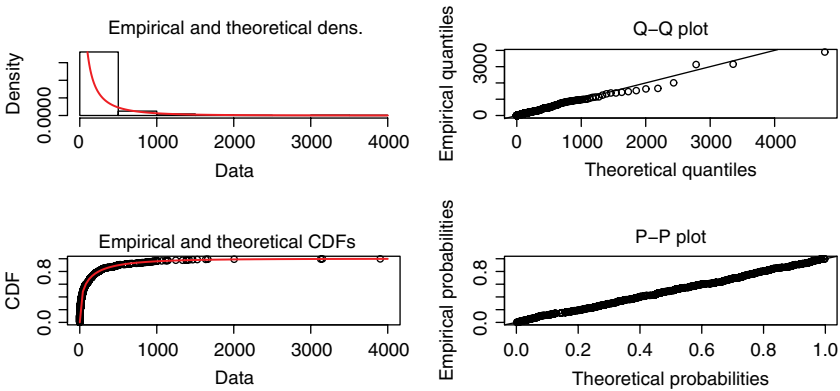 Empirical and theoretical dens.
Density
0.00000
0 1000 2000 3000 4000
Data
Q−Q plot
Empirical quantiles
0 3000
0 1000 2000 3000 4000
Theoretical quantiles
Empirical and theoretical CDFs
CDF
0.0 0.8
0 1000 2000 3000 4000
Data
P−P plot
Empirical probabilities
0.0 0.8
0.0 0.2 0.4 0.6 0.8 1.0
Theoretical probabilities